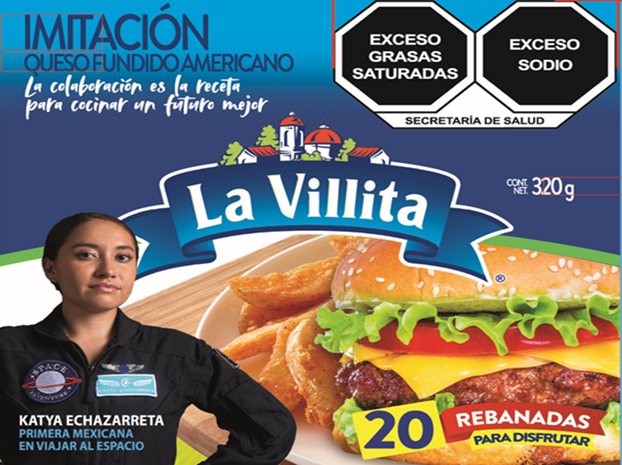 IMITACIÓN
QUESO FUNDIDO AMERICANO
La colaboración es la receta
para cocinar un futuro mejor
EXCESO
GRASAS
SATURADAS
EXCESO
SODIO
SECRETARÍA DE SALUD
CONT.
NET. 320 g
La Villita
®
SPACE
KATYA ECHAZARRETA
PRIMERA MEXICANA
EN VIAJAR AL ESPACIO
20 REBANADAS
PARA DISFRUTAR